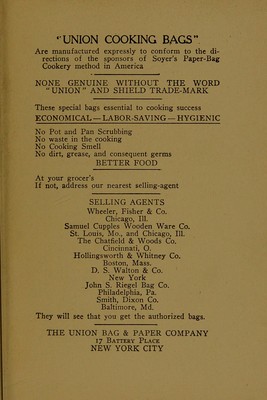 "UNION COOKING BAGS"
Are manufactured expressly to conform to the di-
rections of the sponsors of Soyer's Paper-Bag
Cookery method in America
NONE GENUINE WITHOUT THE WORD
"UNION" AND SHIELD TRADE-MARK
These special bags essential to cooking success
ECONOMICAL—LABOR-SAVING—HYGIENIC
No Pot and Pan Scrubbing
No waste in the cooking
No Cooking Smell
No dirt, grease, and consequent germs
BETTER FOOD
At your grocer's
If not, address our nearest selling-agent
SELLING AGENTS
Wheeler, Fisher & Co.
Chicago, Ill.
Samuel Cupples Wooden Ware Co.
St. Louis, Mo., and Chicago, Ill.
The Chatfield & Woods Co.
Cincinnati, O.
Hollingsworth & Whitney Co.
Boston, Mass.
D. S. Walton & Co.
New York
John S. Riegel Bag Co.
Philadelphia, Pa.
Smith, Dixon Co.
Baltimore, Md.
They will see that you get the authorized bags.
THE UNION BAG & PAPER COMPANY
17 Battery Place
NEW YORK CITY